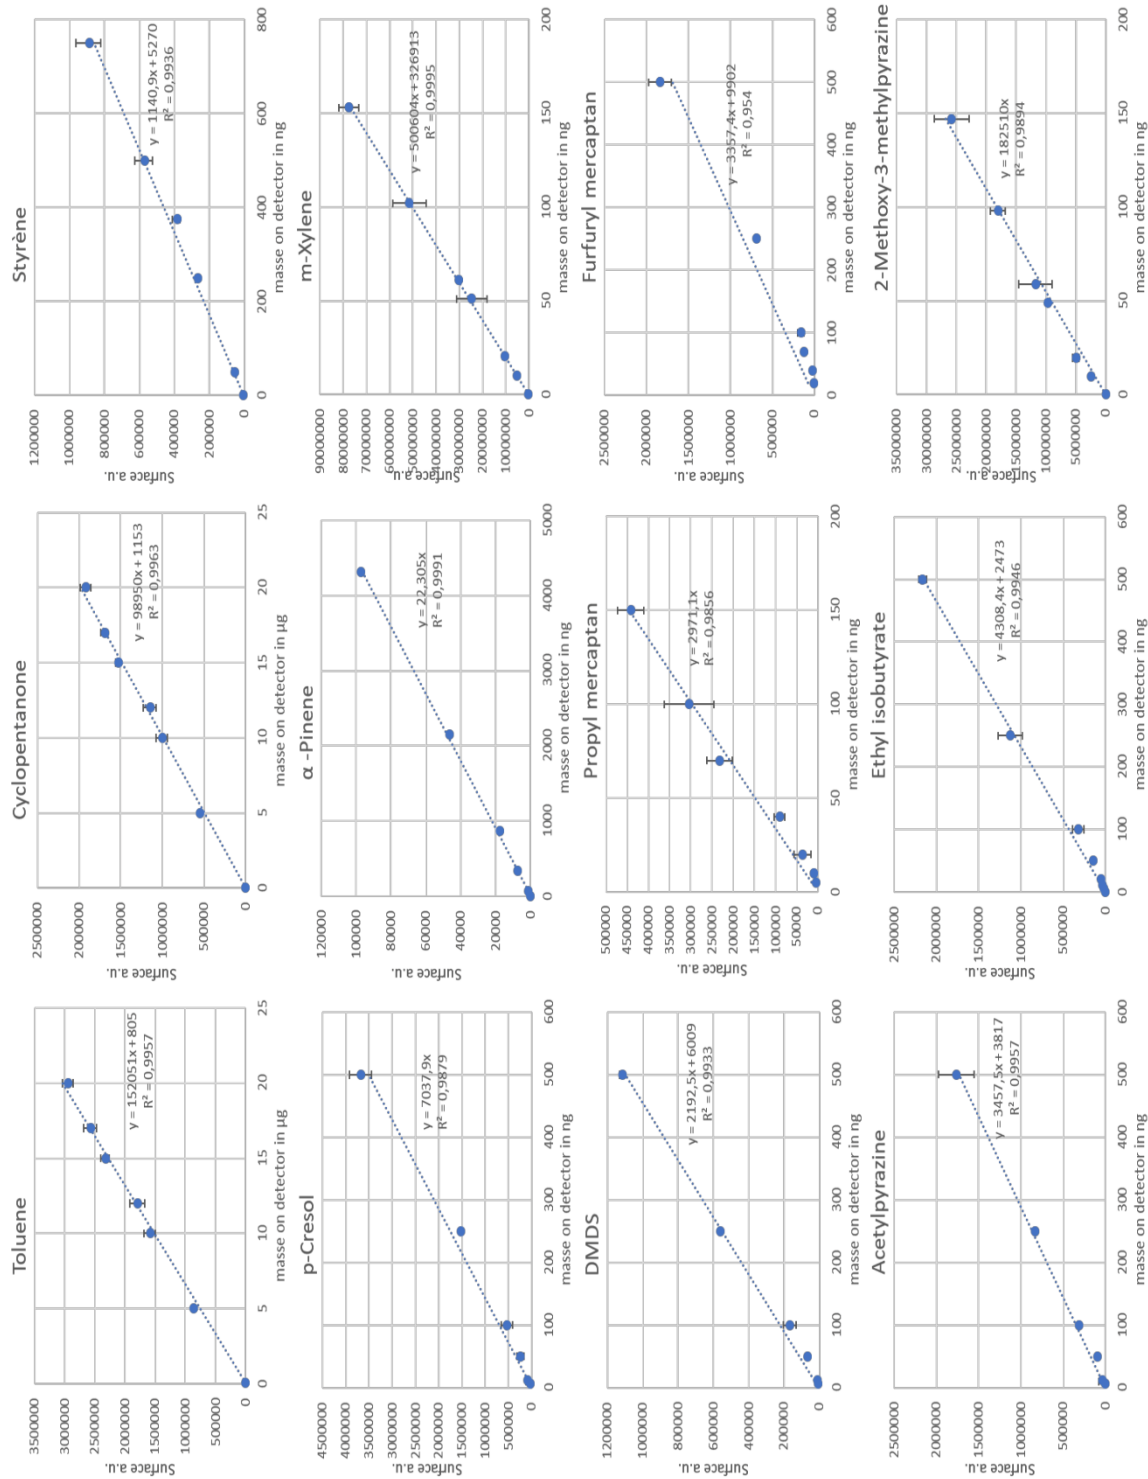 Toluene
3500000
3000000
2500000
2000000
1500000
1000000
500000
0
Surface a.u.
y = 152051x + 805
R² = 0,9957
0 5 10 15 20 25
masse on detector in µg
Cyclopentanone
2500000
2000000
1500000
1000000
500000
0
Surface a.u.
y = 98950x + 1153
R² = 0,9963
0 5 10 15 20 25
masse on detector in µg
Styrène
1200000
1000000
800000
600000
400000
200000
0
Surface a.u.
y = 1140,9x + 5270
R² = 0,9936
0 200 400 600 800
masse on detector in ng
p-Cresol
4500000
4000000
3500000
3000000
2500000
2000000
1500000
1000000
500000
0
Surface a.u.
y = 7037,9x
R² = 0,9879
0 100 200 300 400 500 600
masse on detector in ng
α -Pinene
120000
100000
80000
60000
40000
20000
0
Surface a.u.
y = 22,305x
R² = 0,9991
0 1000 2000 3000 4000 5000
masse on detector in ng
m-Xylene
90000000
80000000
70000000
60000000
50000000
40000000
30000000
20000000
10000000
0
Surface a.u.
y = 500604x + 326913
R² = 0,9995
0 50 100 150 200
masse on detector in ng
DMDS
1200000
1000000
800000
600000
400000
200000
0
Surface a.u.
y = 2192,5x + 6009
R² = 0,9933
0 100 200 300 400 500 600
masse on detector in ng
Propyl mercaptan
500000
450000
400000
350000
300000
250000
200000
150000
100000
50000
0
Surface a.u.
y = 2971,1x
R² = 0,9856
0 50 100 150 200
masse on detector in ng
Furfuryl mercaptan
2500000
2000000
1500000
1000000
500000
0
Surface a.u.
y = 3357,4x + 9902
R² = 0,954
0 100 200 300 400 500 600
masse on detector in ng
Acetylpyrazine
2500000
2000000
1500000
1000000
500000
0
Surface a.u.
y = 3457,5x + 3817
R² = 0,9957
0 100 200 300 400 500 600
masse on detector in ng
Ethyl isobutyrate
2500000
2000000
1500000
1000000
500000
0
Surface a.u.
y = 4308,4x + 2473
R² = 0,9946
0 100 200 300 400 500 600
masse on detector in ng
2-Methoxy-3-methylpyrazine
35000000
30000000
25000000
20000000
15000000
10000000
5000000
0
Surface a.u.
y = 182510x
R² = 0,9894
0 50 100 150 200
masse on detector in ng